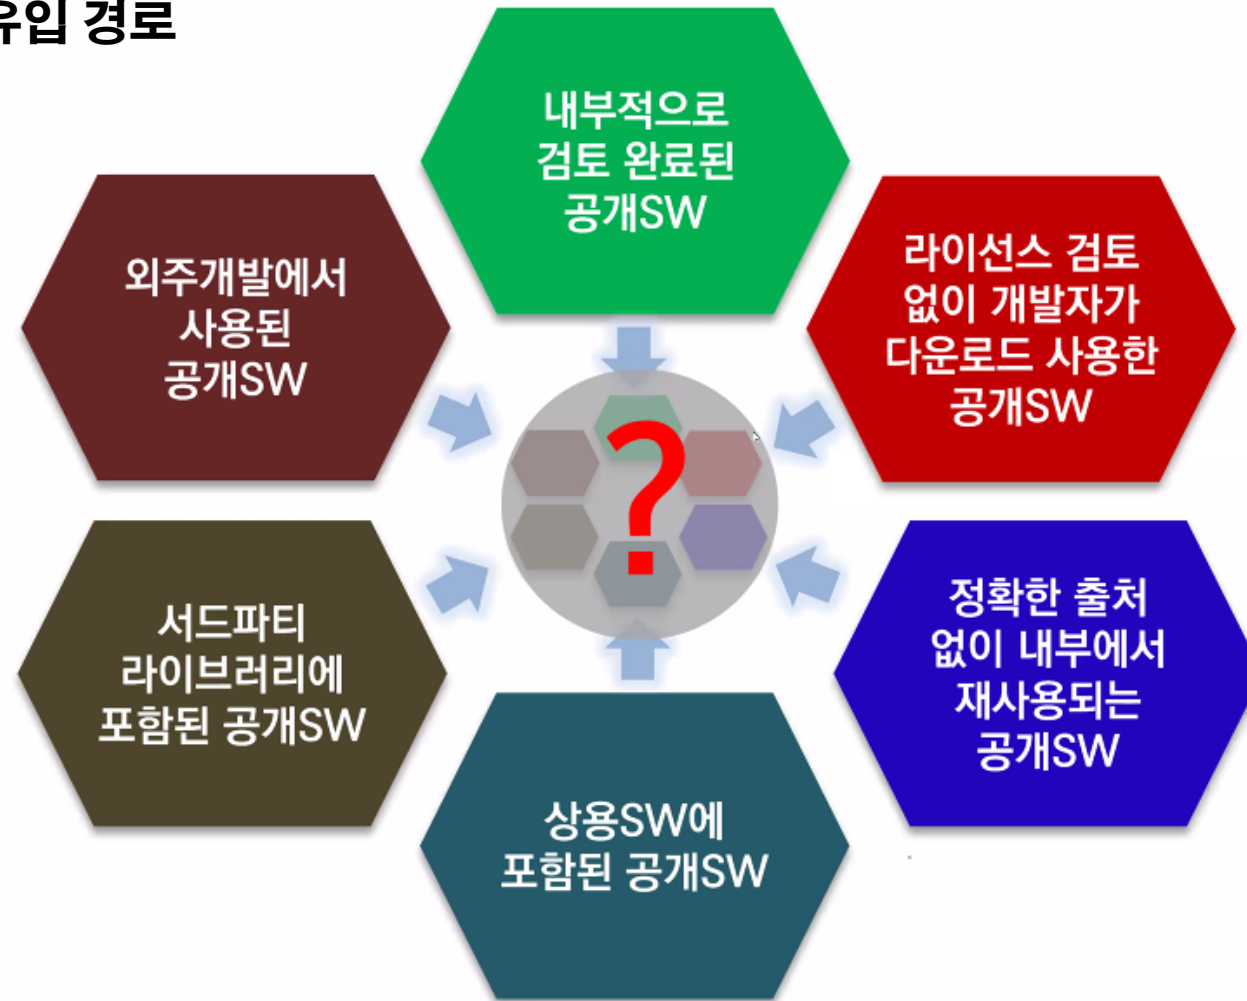 유입 경로
내부적으로
검토 완료된
공개SW
외주개발에서
사용된
공개SW
라이선스 검토
없이 개발자가
다운로드 사용한
공개SW
?
서드파티
라이브러리에
포함된 공개SW
정확한 출처
없이 내부에서
재사용되는
공개SW
상용SW에
포함된 공개SW